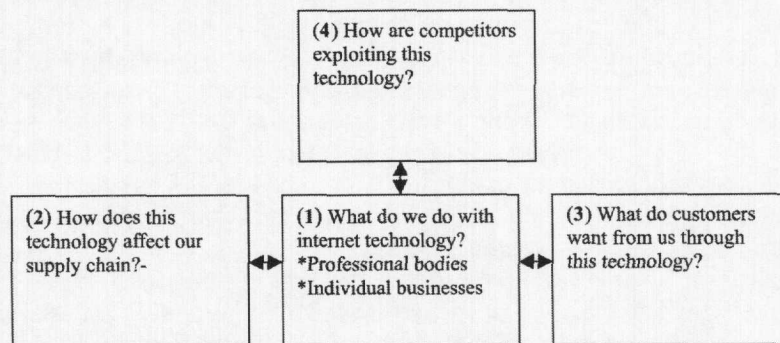 (4) How are competitors
exploiting this
technology?
(2) How does this
technology affect our
supply chain?-
(1) What do we do with
internet technology?
*Professional bodies
*Individual businesses
(3) What do customers
want from us through
this technology?